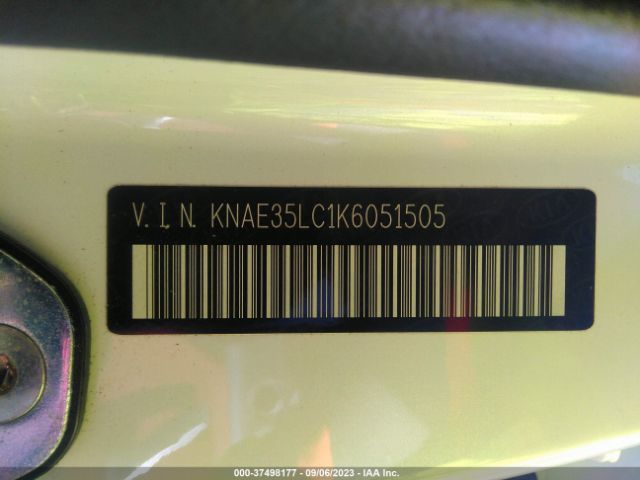 V.I.N. KNAE35LC1K6051505
000-37498177 - 09/06/2023 - IAA Inc.